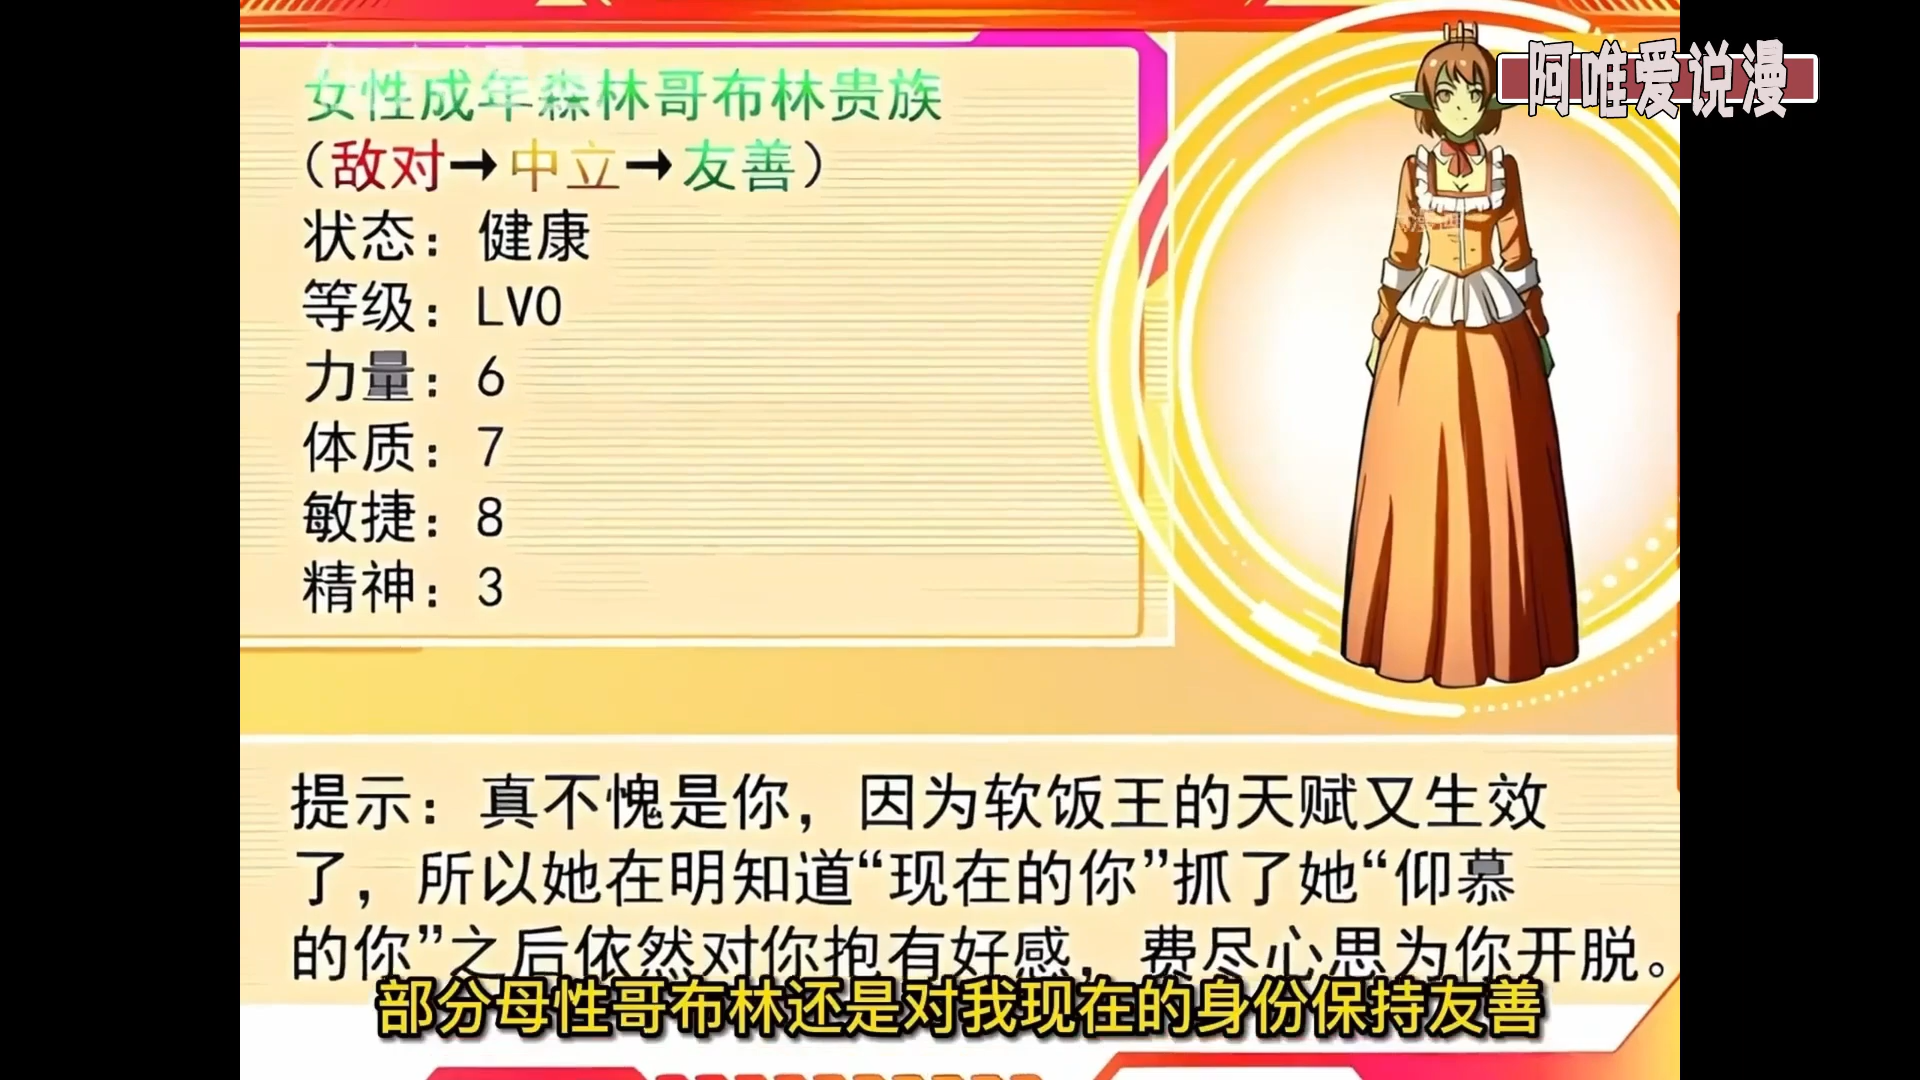 阿唯爱说漫
女性成年森林哥布林贵族
（敌对→中立→友善）
状态：健康
等级：LV0
力量：6
体质：7
敏捷：8
精神：3
提示：真不愧是你，因为软饭王的天赋又生效
了，所以她在明知道“现在的你”抓了她“仰慕
的你”之后依然对你抱有好感，费尽心思为你开脱。
部分母性哥布林还是对我现在的身份保持友善